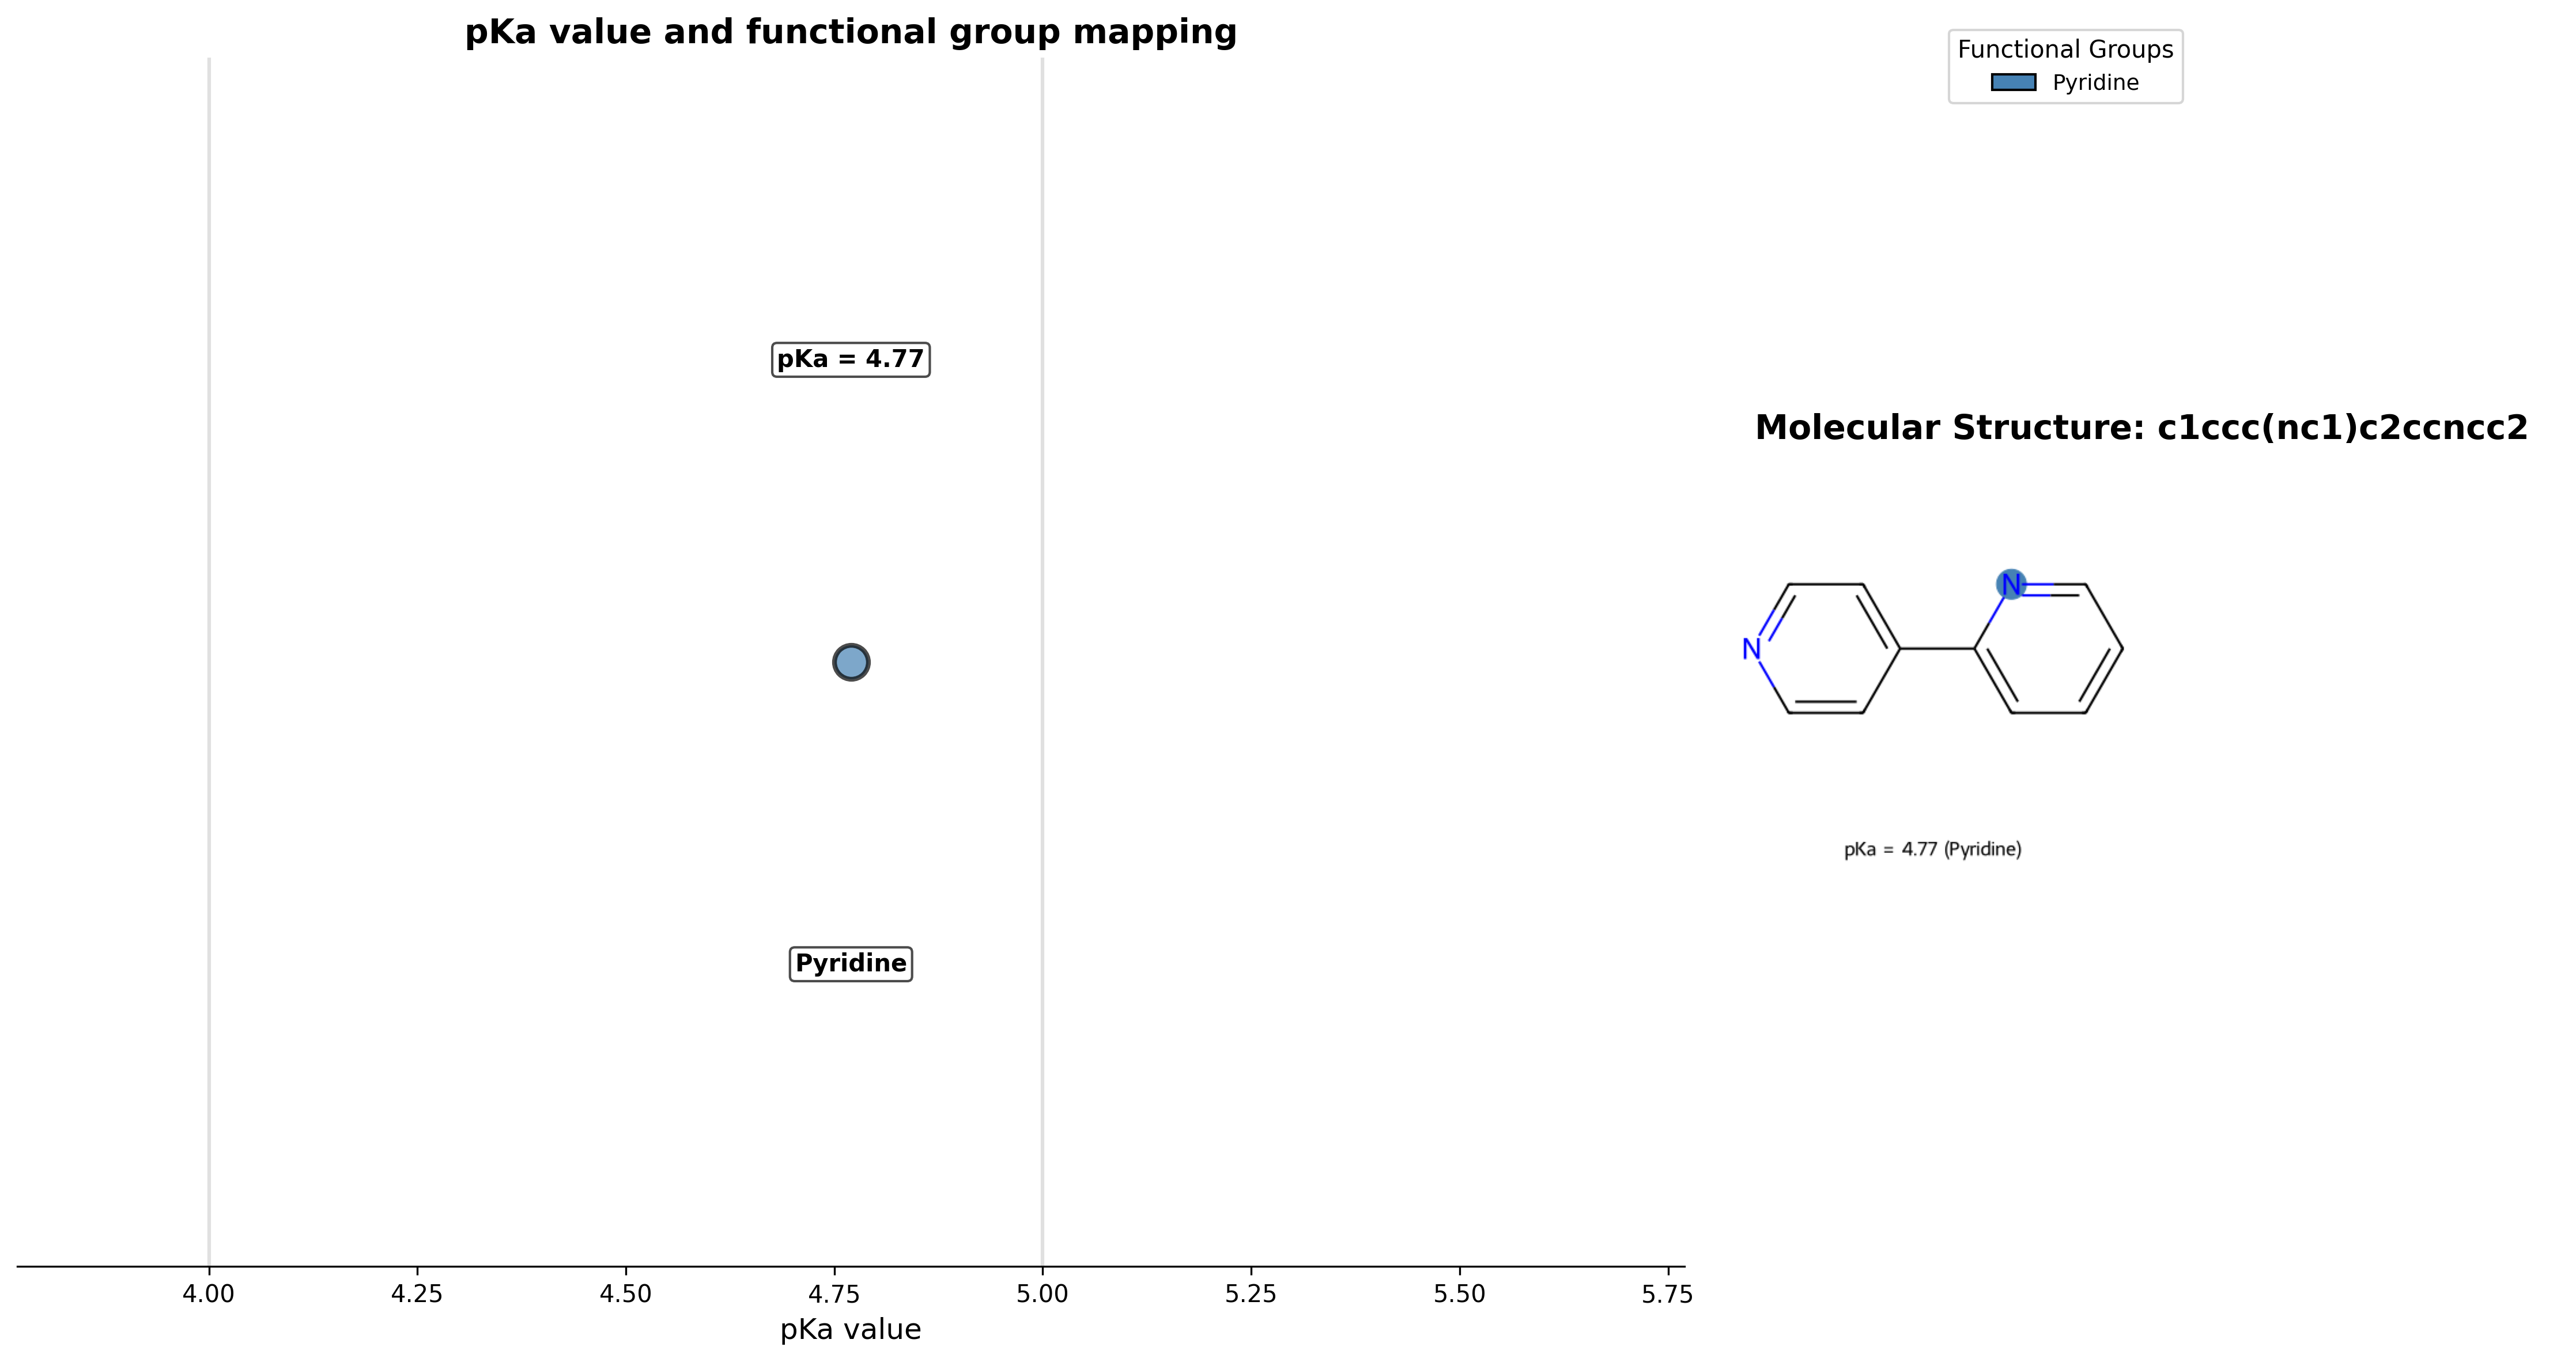 pKa value and functional group mapping
pKa = 4.77
Pyridine
4.00 4.25 4.50 4.75 5.00 5.25 5.50 5.75
pKa value
Functional Groups
Pyridine
Molecular Structure: c1ccc(nc1)c2ccncc2
N
N
pKa = 4.77 (Pyridine)